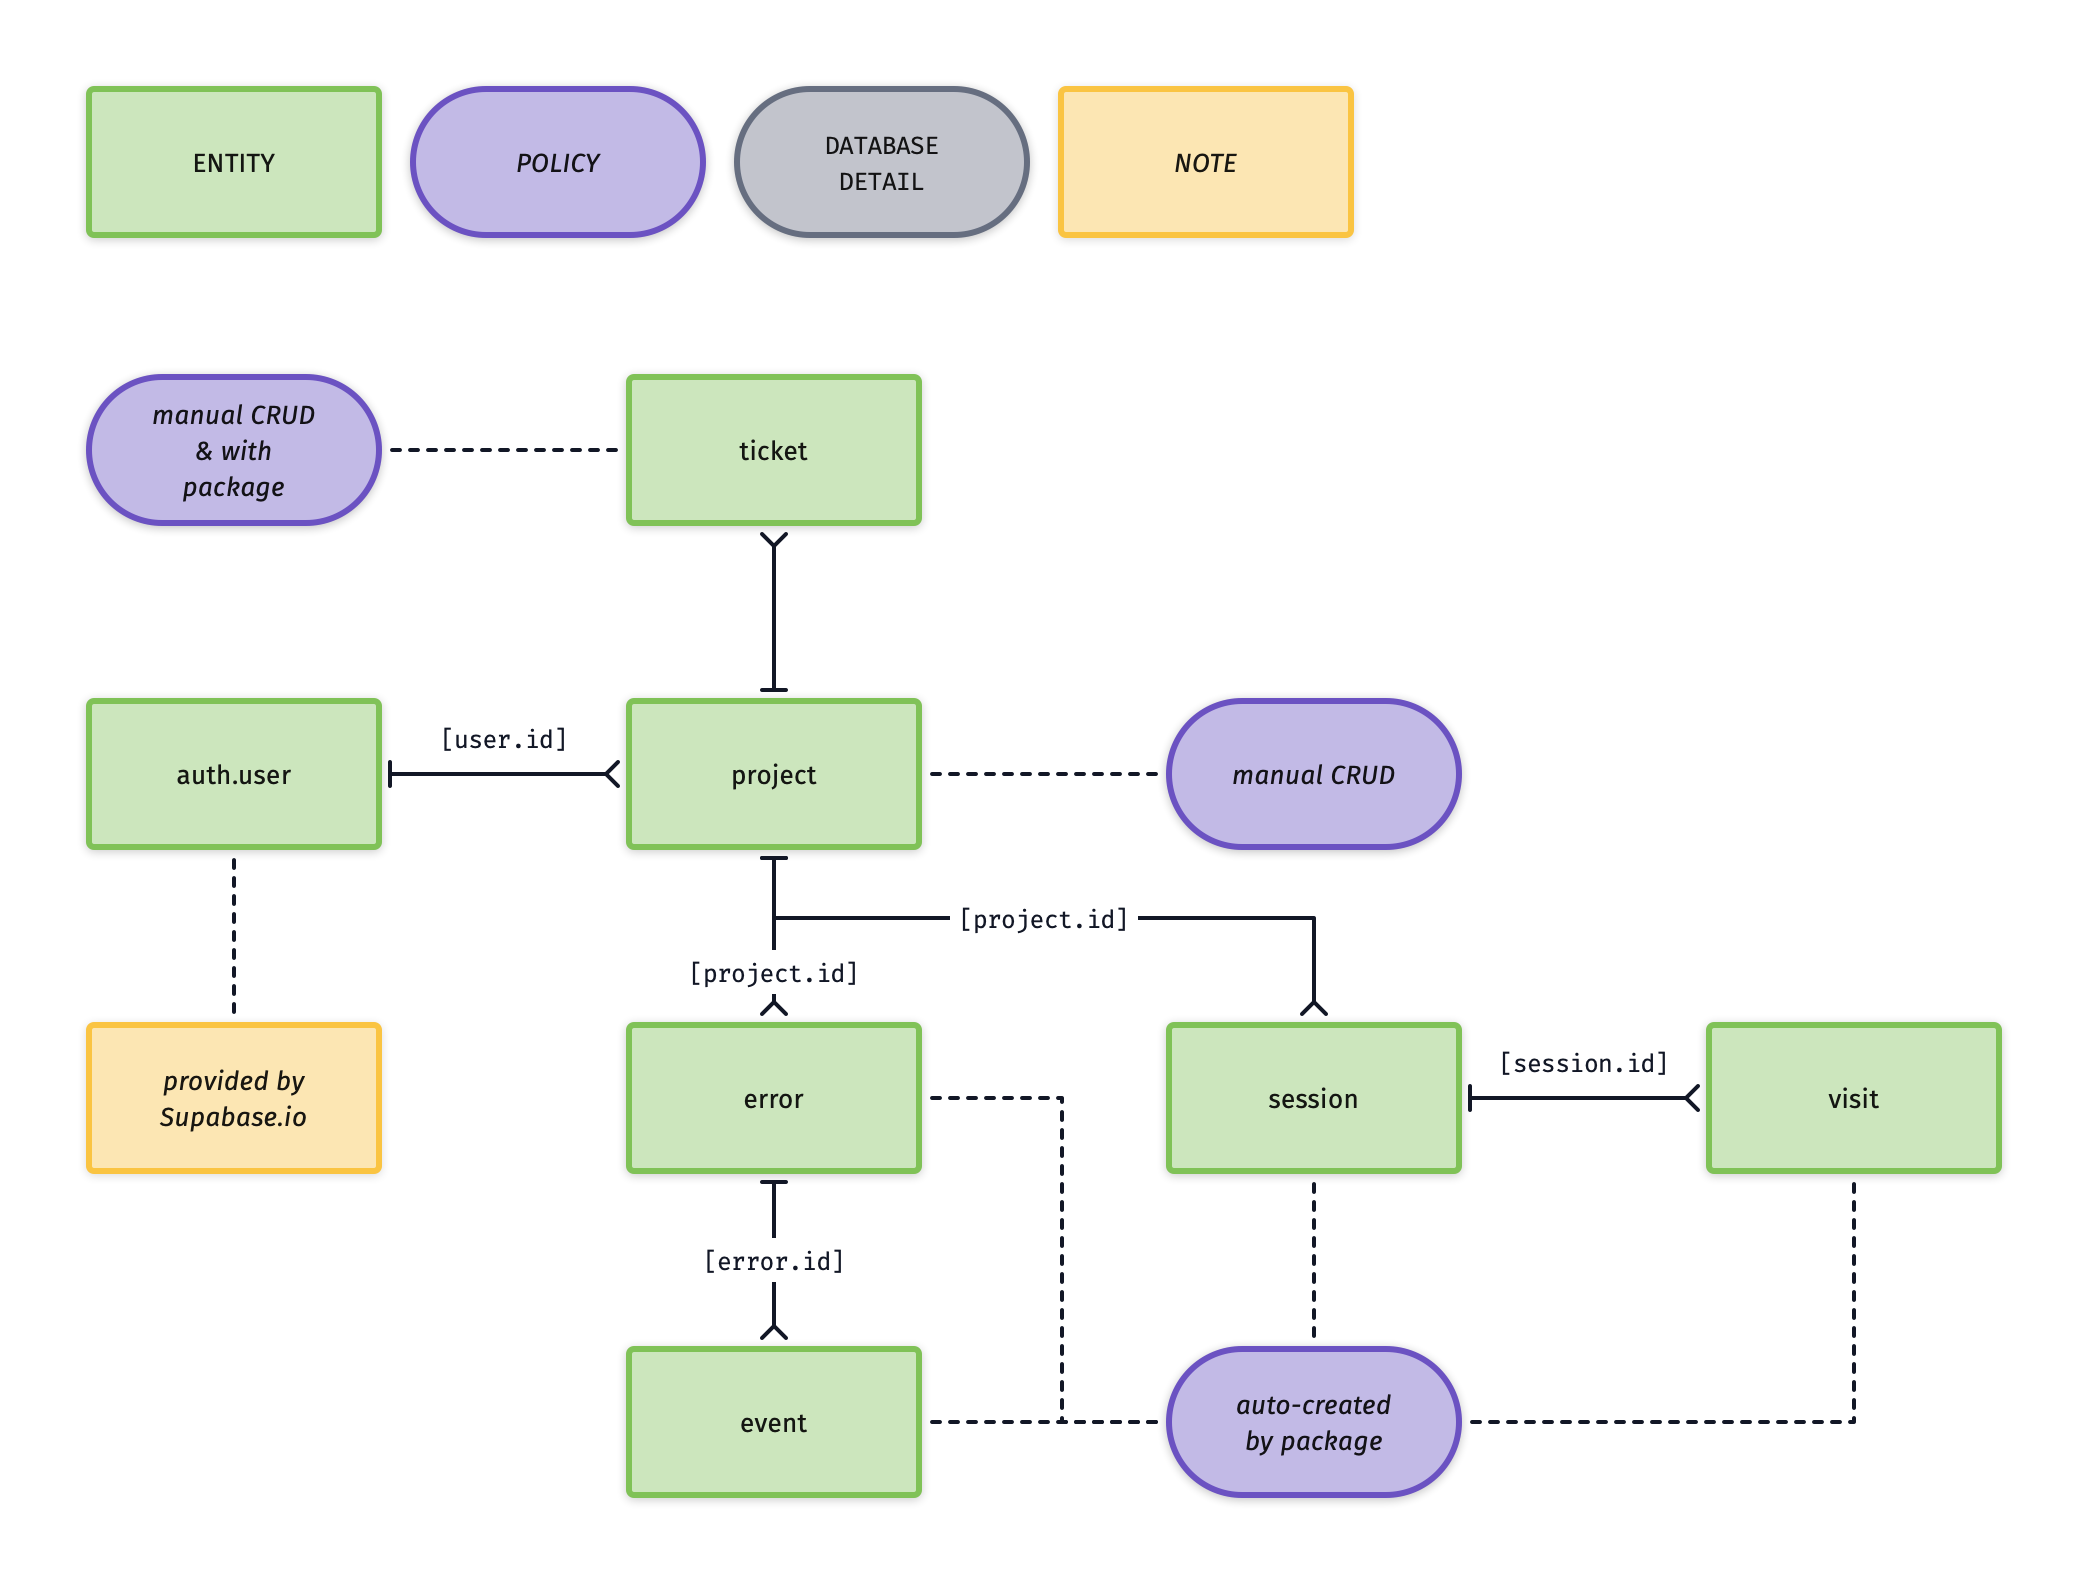 ENTITY
POLICY
DATABASE
DETAIL
NOTE
manual CRUD
& with
package
ticket
auth.user
[user.id]
project
manual CRUD
[project.id]
[project.id]
provided by
Supabase.io
error
session
[session.id]
visit
[error.id]
event
auto-created
by package